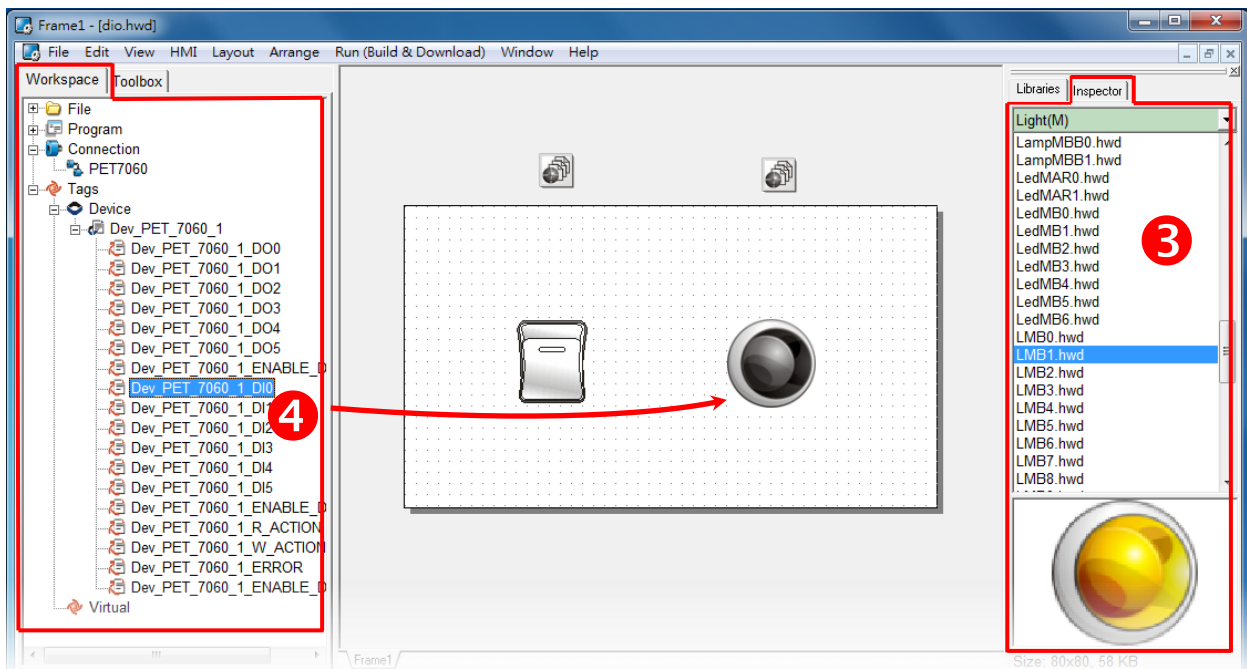 Frame1 - [dio.hwd]
File Edit View HMI Layout Arrange Run (Build & Download) Window Help
Workspace Toolbox
File
Program
Connection
PET7060
Tags
Device
Dev_PET_7060_1
Dev_PET_7060_1_DO0
Dev_PET_7060_1_DO1
Dev_PET_7060_1_DO2
Dev_PET_7060_1_DO3
Dev_PET_7060_1_DO4
Dev_PET_7060_1_DO5
Dev_PET_7060_1_ENABLE_D
Dev_PET_7060_1_DI0
Dev_PET_7060_1_DI1
Dev_PET_7060_1_DI2
Dev_PET_7060_1_DI3
Dev_PET_7060_1_DI4
Dev_PET_7060_1_DI5
Dev_PET_7060_1_ENABLE_D
Dev_PET_7060_1_R_ACTION
Dev_PET_7060_1_W_ACTION
Dev_PET_7060_1_ERROR
Dev_PET_7060_1_ENABLE_D
Virtual
4
Frame1
Libraries Inspector
Light(M)
LampMBB0.hwd
LampMBB1.hwd
LedMAR0.hwd
LedMAR1.hwd
LedMB0.hwd
LedMB1.hwd
LedMB2.hwd
LedMB3.hwd
LedMB4.hwd
LedMB5.hwd
LedMB6.hwd
LMB0.hwd
LMB1.hwd
LMB2.hwd
LMB3.hwd
LMB4.hwd
LMB5.hwd
LMB6.hwd
LMB7.hwd
LMB8.hwd
3
Size: 80x80, 58 KB